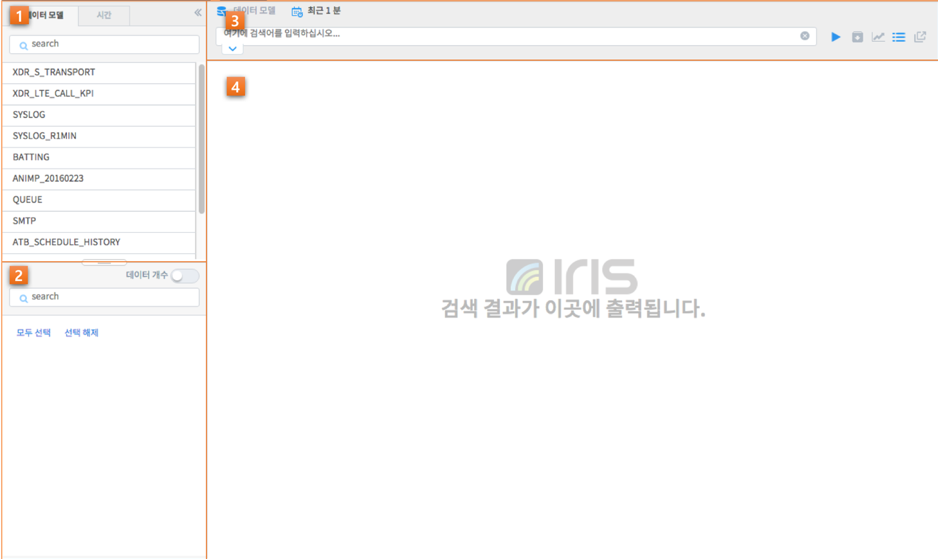 1 데이터 모델 시간
search
XDR_S_TRANSPORT
XDR_LTE_CALL_KPI
SYSLOG
SYSLOG_R1MIN
BATTING
ANIMP_20160223
QUEUE
SMTP
ATB_SCHEDULE_HISTORY
2 데이터 개수
search
모두 선택 선택 해제
데이터 모델 최근 1 분
3
여기에 검색어를 입력하십시오...
4
IRIS
검색 결과가 이곳에 출력됩니다.